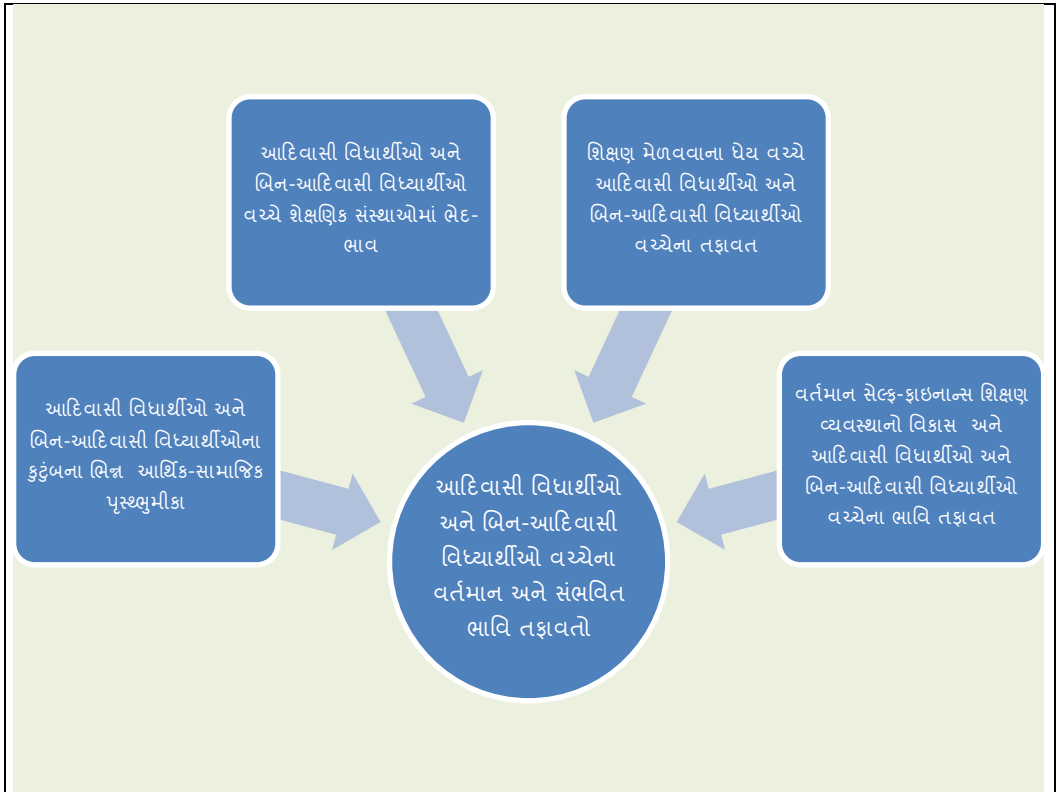 આદિવાસી વિધાર્થીઓ અને
બિન-આદિવાસી વિધ્યાર્થીઓ
વચ્ચે શેક્ષણિક સંસ્થાઓમાં ભેદ-
ભાવ
શિક્ષણ મેળવવાના ધેય વચ્ચે
આદિવાસી વિધાર્થીઓ અને
બિન-આદિવાસી વિધ્યાર્થીઓ
વચ્ચેના તફાવત
આદિવાસી વિધાર્થીઓ અને
બિન-આદિવાસી વિધ્યાર્થીઓના
કુટુંબના ભિન્ન આર્થિક-સામાજિક
પૃસ્થ્ભુમીકા
વર્તમાન સેલ્ફ-ફાઇનાન્સ શિક્ષણ
વ્યવસ્થાનો વિકાસ અને
આદિવાસી વિધાર્થીઓ અને
બિન-આદિવાસી વિધ્યાર્થીઓ
વચ્ચેના ભાવિ તફાવત
આદિવાસી વિધાર્થીઓ
અને બિન-આદિવાસી
વિધ્યાર્થીઓ વચ્ચેના
વર્તમાન અને સંભવિત
ભાવિ તફાવતો